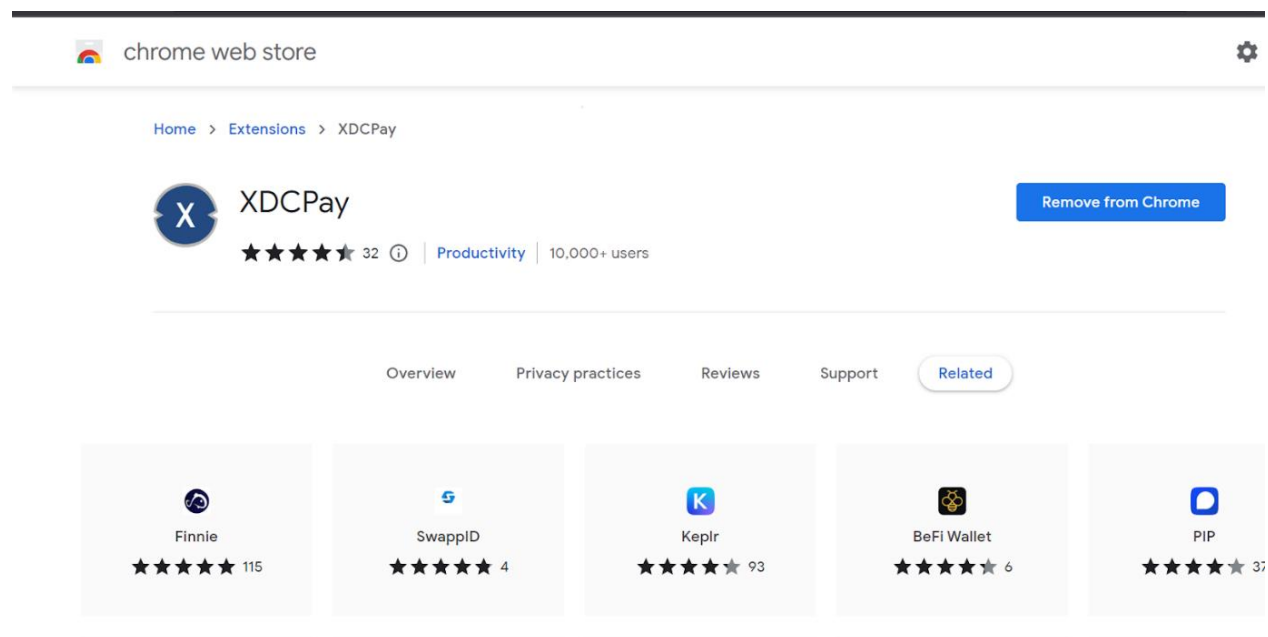 chrome web store
Home > Extensions > XDCPay
X
XDCPay
Remove from Chrome
32 Productivity 10,000+ users
Overview Privacy practices Reviews Support Related
K
Finnie SwappID Keplr BeFi Wallet PIP
115 4 93 6 37